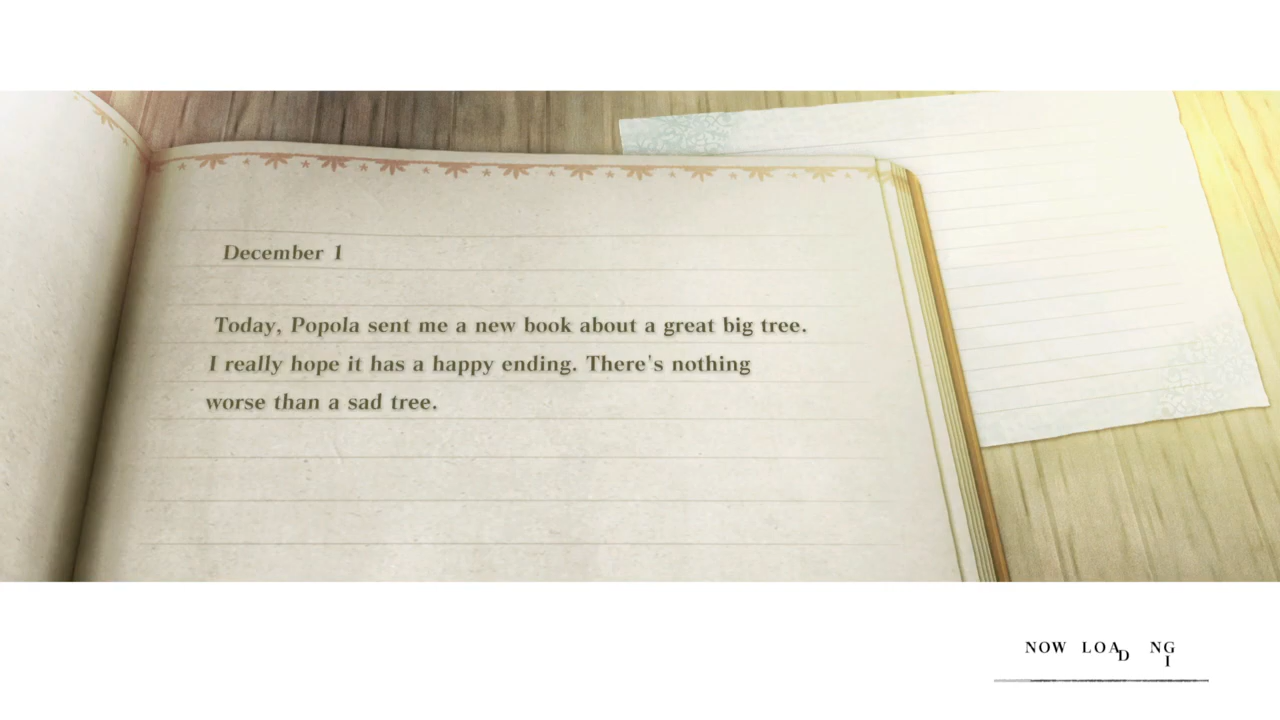 December 1
Today, Popola sent me a new book about a great big tree.
I really hope it has a happy ending. There's nothing
worse than a sad tree.
NOW LOADING